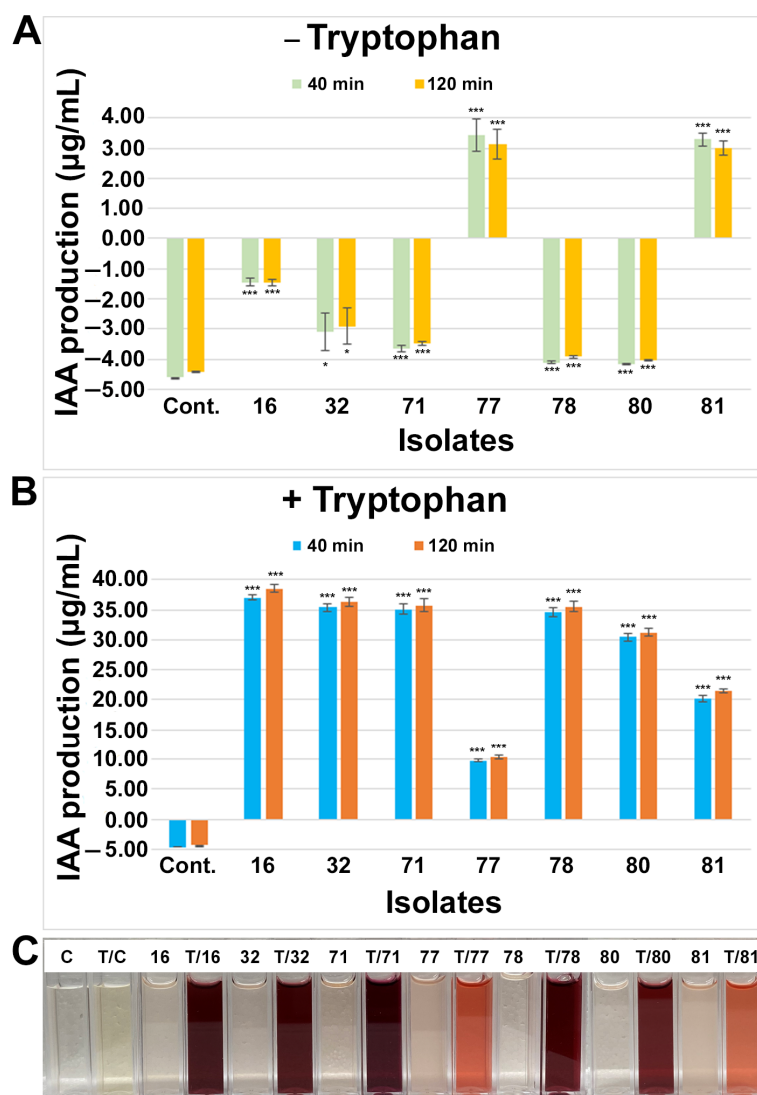 A
– Tryptophan
40 min 120 min
IAA production (µg/mL)
4.00
3.00
2.00
1.00
0.00
–1.00
–2.00
–3.00
–4.00
–5.00
*** *** * * *** *** *** *** *** *** *** *** *** ***
Cont. 16 32 71 77 78 80 81
Isolates
B
+ Tryptophan
40 min 120 min
IAA production (µg/mL)
40.00
35.00
30.00
25.00
20.00
15.00
10.00
5.00
0.00
–5.00
*** *** *** *** *** *** *** *** *** *** *** *** *** ***
Cont. 16 32 71 77 78 80 81
Isolates
C
C T/C 16 T/16 32 T/32 71 T/71 77 T/77 78 T/78 80 T/80 81 T/81